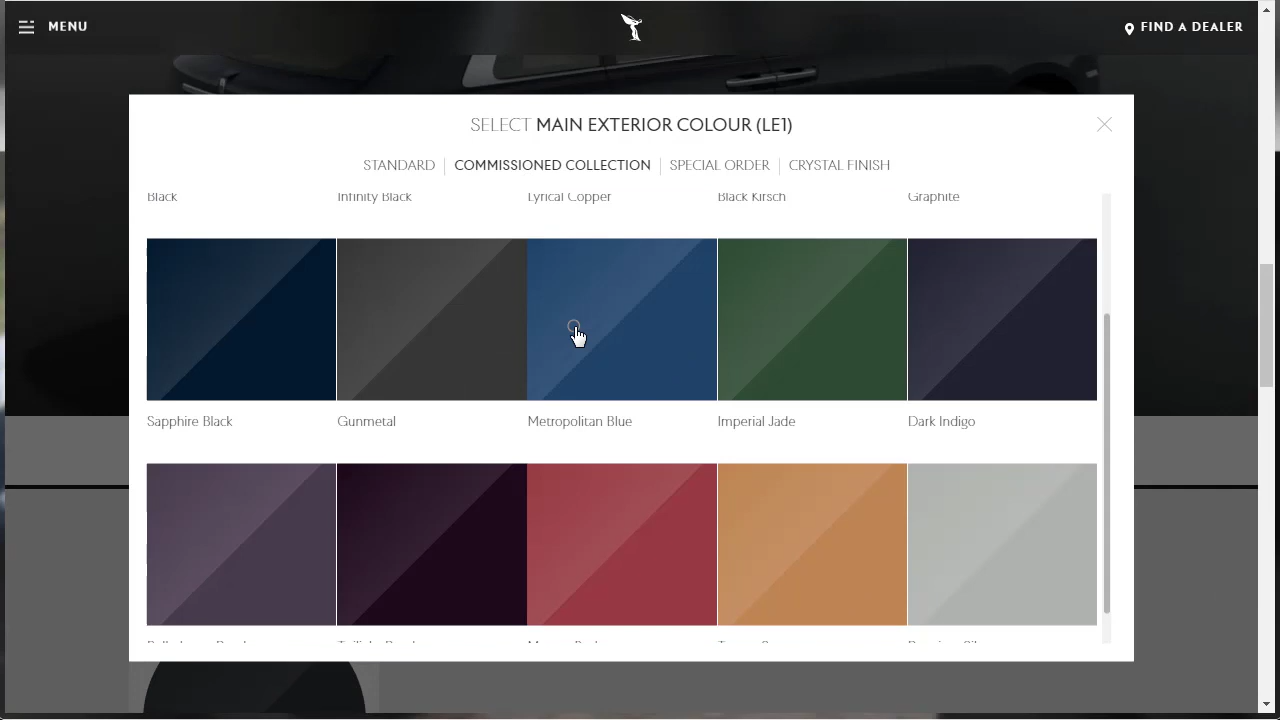 MENU
FIND A DEALER
SELECT MAIN EXTERIOR COLOUR (LE1)
STANDARD COMMISSIONED COLLECTION SPECIAL ORDER CRYSTAL FINISH
Black Infinity Black Lyrical Copper Black Kirsch Graphite
Sapphire Black Gunmetal Metropolitan Blue Imperial Jade Dark Indigo